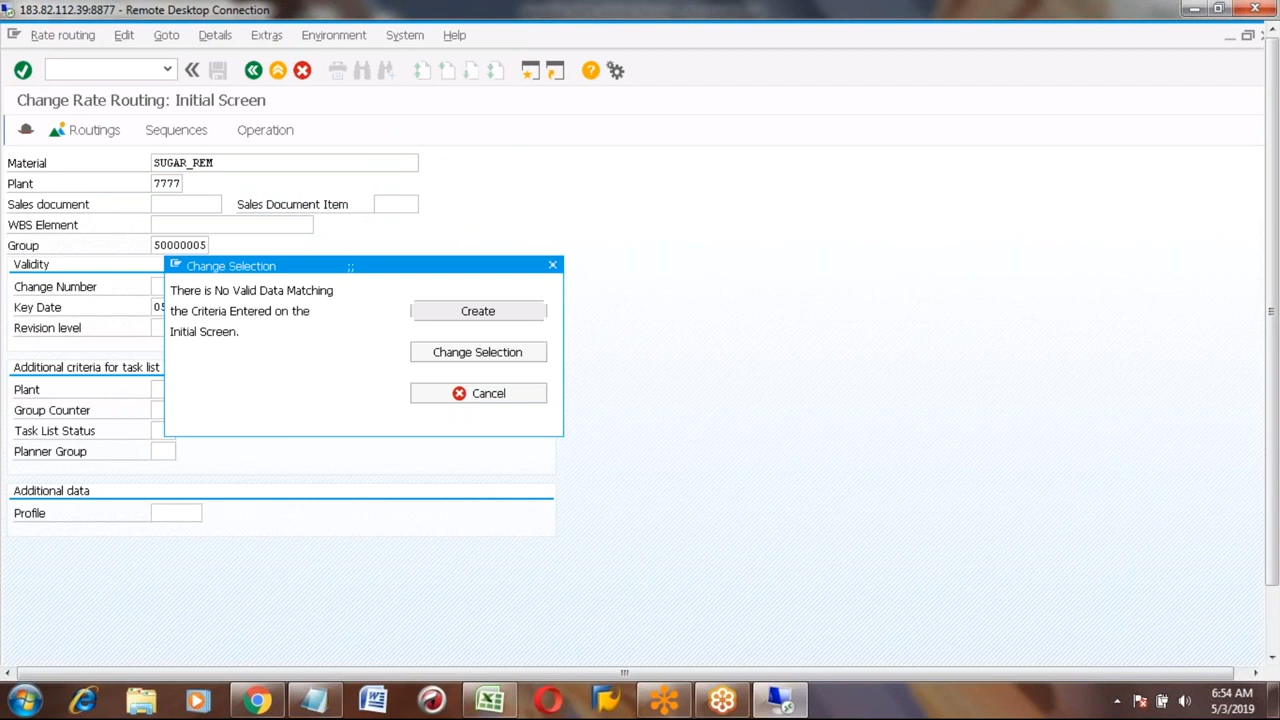 183.82.112.39:8877 - Remote Desktop Connection
Rate routing Edit Goto Details Extras Environment System Help
Change Rate Routing: Initial Screen
Routings Sequences Operation
Material SUGAR_REM
Plant 7777
Sales document Sales Document Item
WBS Element
Group 50000005
Validity
Change Number
Key Date
Revision level
Additional criteria for task list
Plant
Group Counter
Task List Status
Planner Group
Additional data
Profile
Change Selection
There is No Valid Data Matching
the Criteria Entered on the
Initial Screen.
Create
Change Selection
Cancel
6:54 AM
5/3/2019